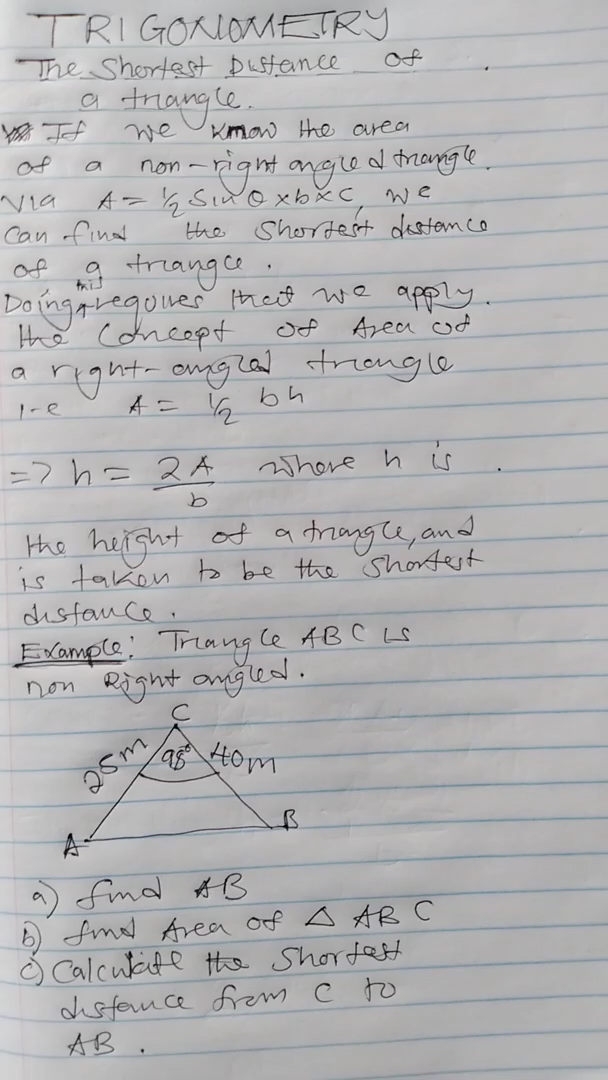 TRIGONOMETRY
The Shortest Distance of
a triangle.
If we know the area
of a non-right angled triangle.
via A = ½ Sin θ x b x c, we
can find the shortest distance
of a triangle.
Doing this requires that we apply.
the concept of Area of
a right-angled triangle
i-e A = ½ bh
=> h = 2A/b where h is .
the height of a triangle, and
is taken to be the shortest
distance.
Example: Triangle ABC is
non Right angled.
C
25m 98° 40m
A B
a) find AB
b) find Area of △ ABC
c) Calculate the shortest
distance from C to
AB .